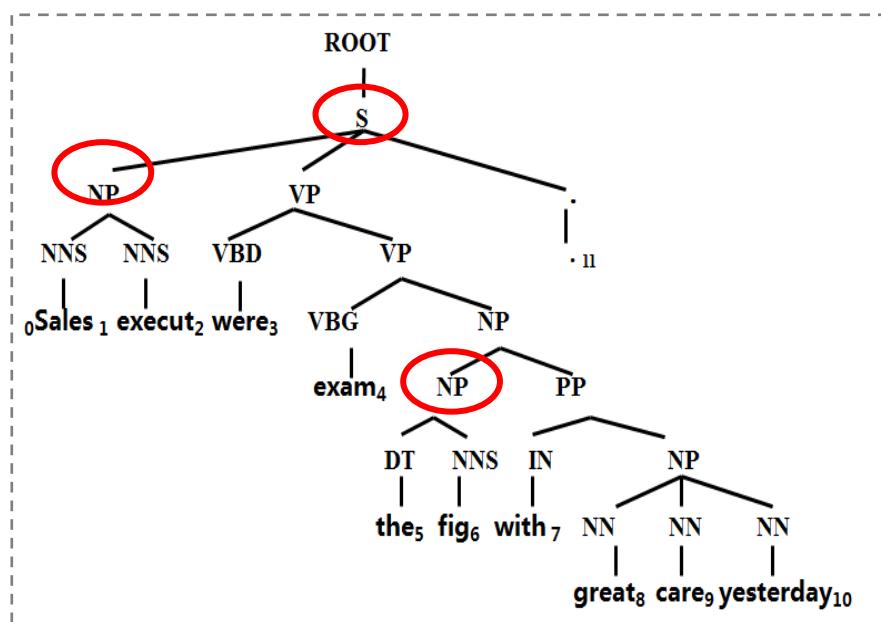 ROOT
S
NP VP .
NNS NNS VBD VP . 11
0Sales 1 execut2 were3 VBG NP
exam4 NP PP
DT NNS IN NP
the5 fig6 with 7 NN NN NN
great8 care9 yesterday10